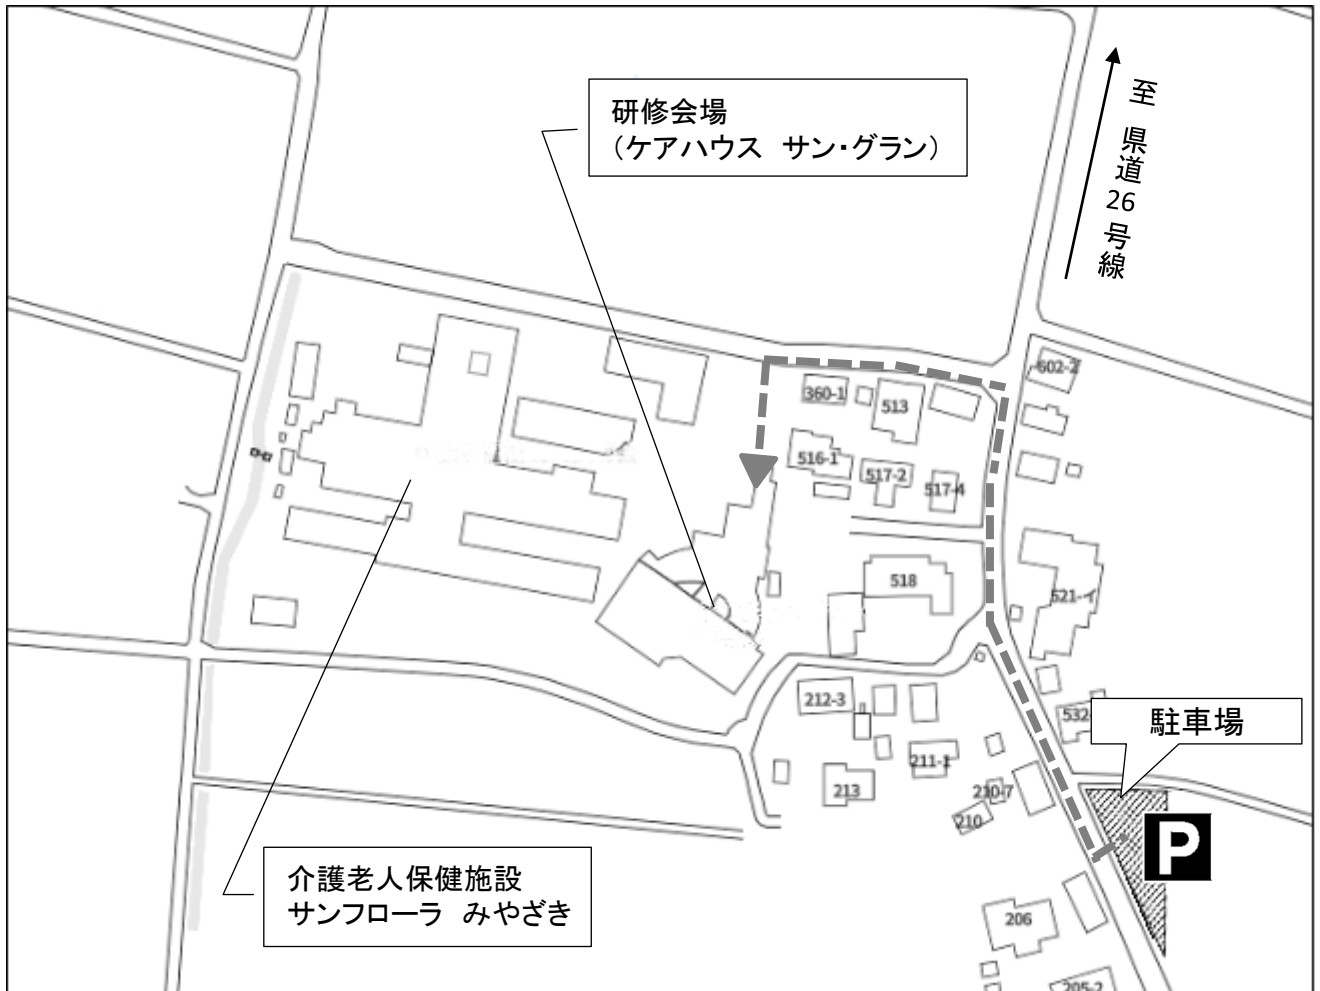 研修会場
（ケアハウス　サン・グラン）
至 県道 26 号線
602-2
360-1
513
516-1
517-2
517-4
518
521-1
212-3
532-
駐車場
211-1
213
210-7
210
P
介護老人保健施設
サンフローラ　みやざき
206
205-2